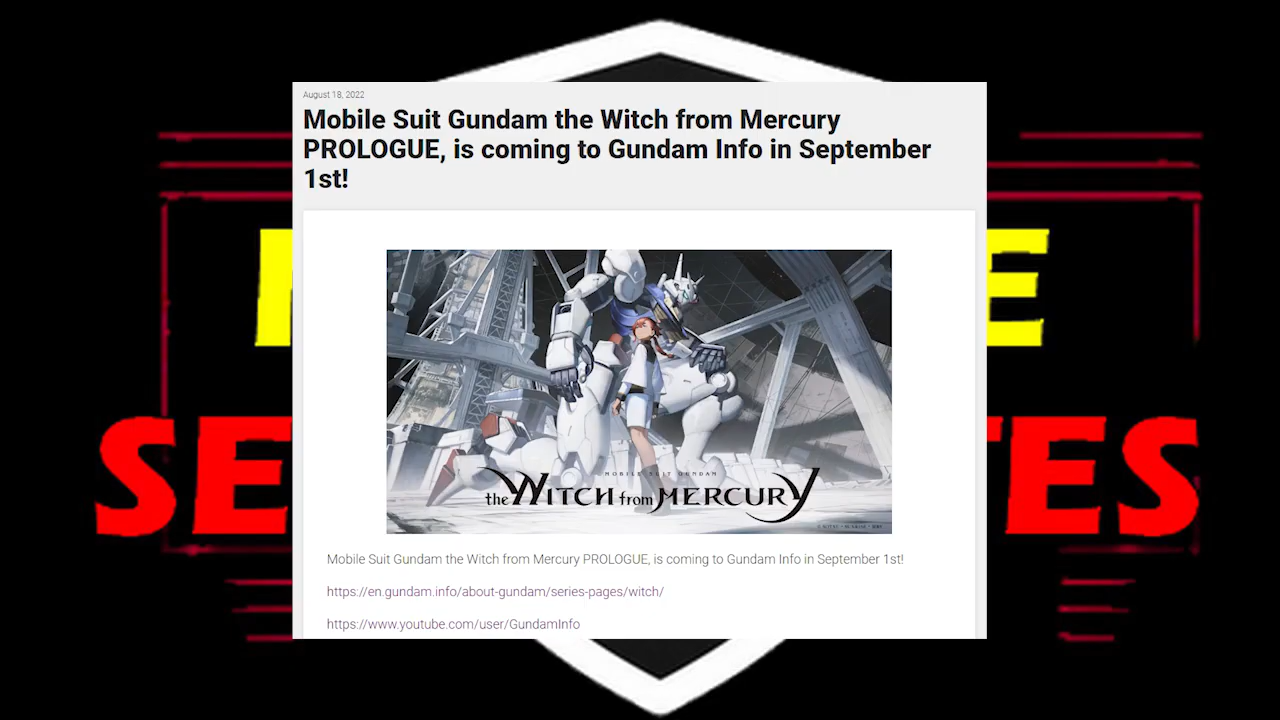 August 18, 2022
Mobile Suit Gundam the Witch from Mercury
PROLOGUE, is coming to Gundam Info in September
1st!
E
SE
TES
MOBILE SUIT GUNDAM
the WITCH from MERCURY
Mobile Suit Gundam the Witch from Mercury PROLOGUE, is coming to Gundam Info in September 1st!
https://en.gundam.info/about-gundam/series-pages/witch/
https://www.youtube.com/user/GundamInfo